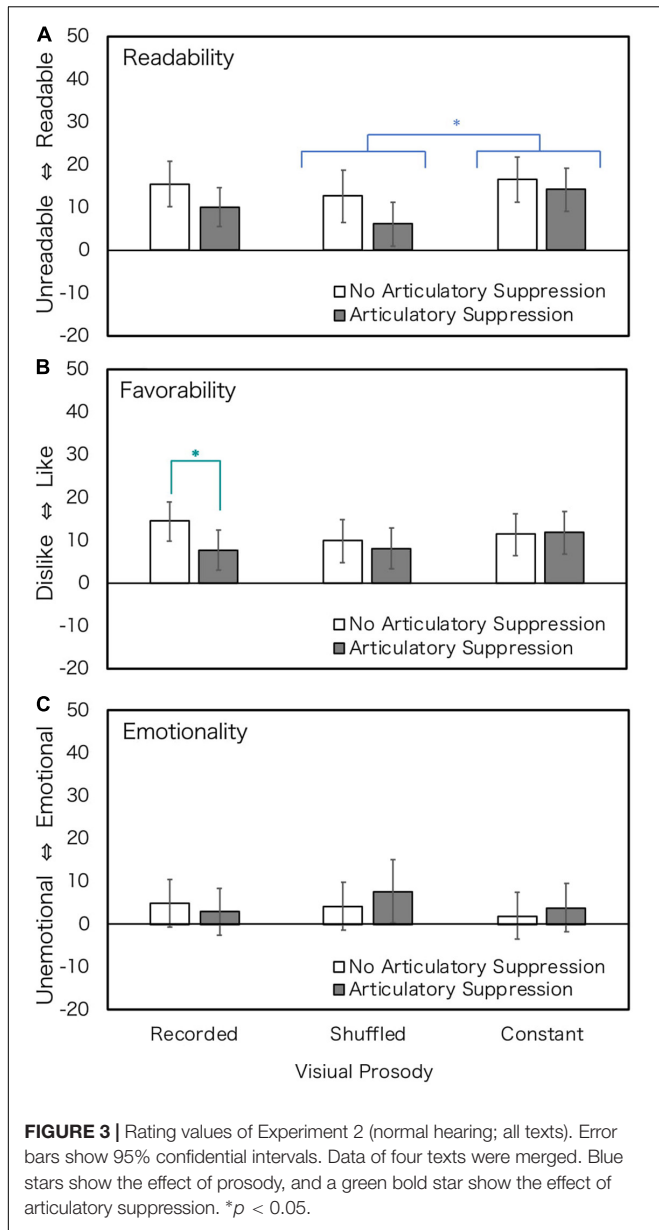 A
50
40
30
20
10
0
-10
-20
Unreadable ⇔ Readable
Readability
*
No Articulatory Suppression
Articulatory Suppression
B
50
40
30
20
10
0
-10
-20
Dislike ⇔ Like
Favorability
*
No Articulatory Suppression
Articulatory Suppression
C
50
40
30
20
10
0
-10
-20
Unemotional ⇔ Emotional
Emotionality
No Articulatory Suppression
Articulatory Suppression
Recorded Shuffled Constant
Visiual Prosody
FIGURE 3 | Rating values of Experiment 2 (normal hearing; all texts). Error
bars show 95% confidential intervals. Data of four texts were merged. Blue
stars show the effect of prosody, and a green bold star show the effect of
articulatory suppression. *p < 0.05.